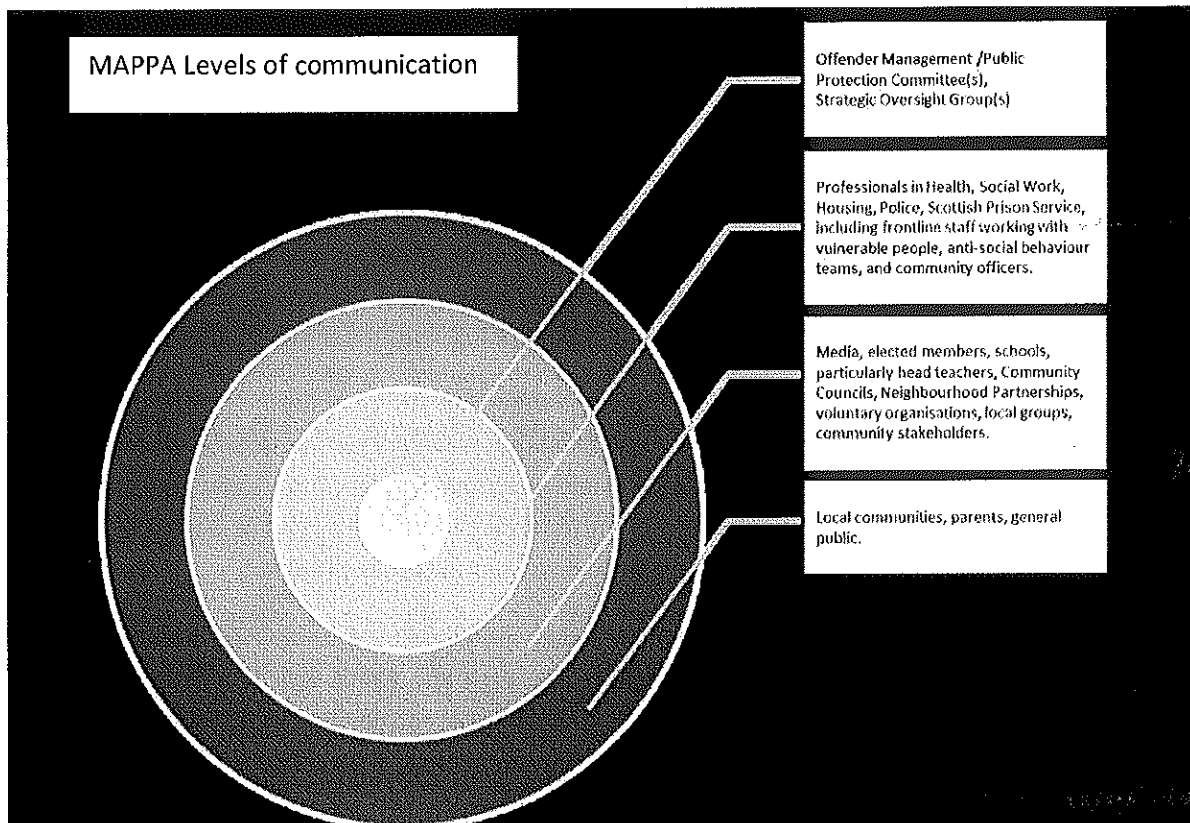 MAPPA Levels of communication
Offender Management /Public
Protection Committee(s),
Strategic Oversight Group(s)
Professionals in Health, Social Work,
Housing, Police, Scottish Prison Service,
including frontline staff working with
vulnerable people, anti-social behaviour
teams, and community officers.
Media, elected members, schools,
particularly head teachers, Community
Councils, Neighbourhood Partnerships,
voluntary organisations, local groups,
community stakeholders.
Local communities, parents, general
public.